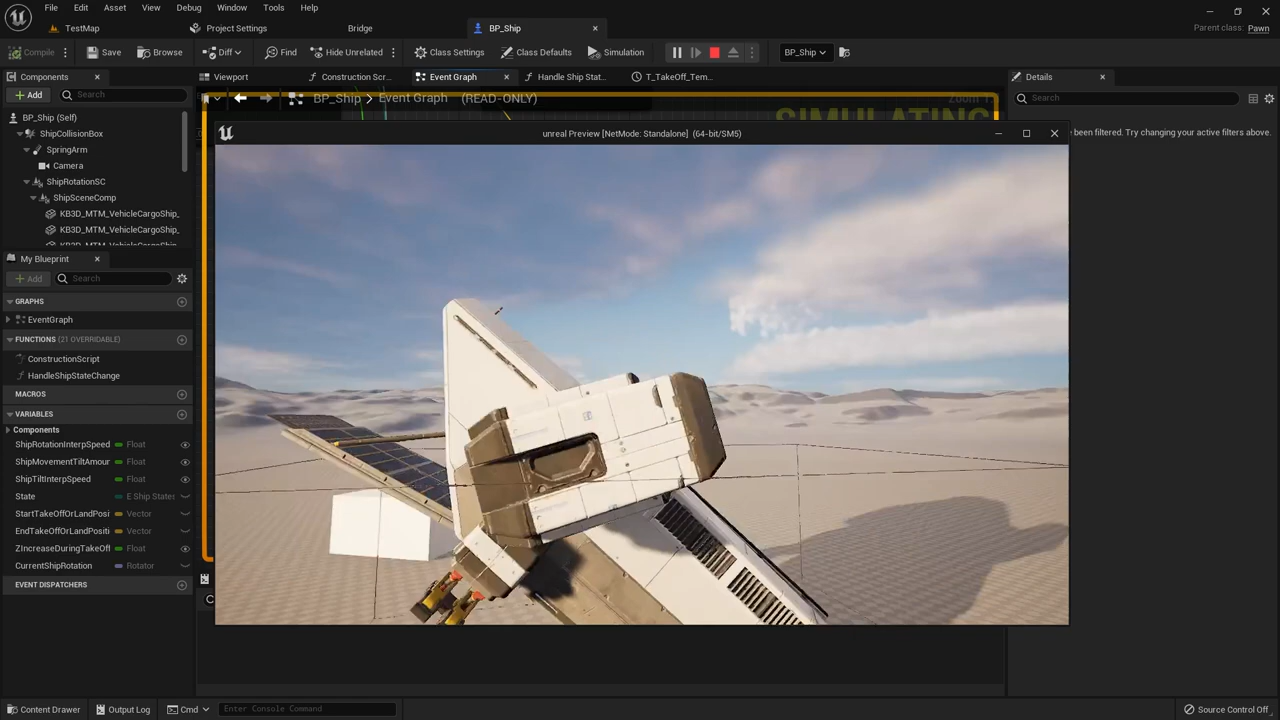 File Edit Asset View Debug Window Tools Help
TestMap Project Settings Bridge BP_Ship
Parent class: Pawn
Compile Save Browse Diff Find Hide Unrelated Class Settings Class Defaults Simulation BP_Ship
Components Viewport Construction Scr... Event Graph Handle Ship Stat... T_TakeOff_Tem... Details
Add Search BP_Ship Event Graph (READ-ONLY) Zoom 1: Search
SIMULATING
BP_Ship (Self)
ShipCollisionBox unreal Preview [NetMode: Standalone] (64-bit/SM5) been filtered. Try changing your active filters above.
SpringArm
Camera
ShipRotationSC
ShipSceneComp
KB3D_MTM_VehicleCargoShip_
KB3D_MTM_VehicleCargoShip_
KB3D_MTM_VehicleCargoShip_
My Blueprint
Add Search
GRAPHS
EventGraph
FUNCTIONS (21 OVERRIDABLE)
ConstructionScript
HandleShipStateChange
MACROS
VARIABLES
Components
ShipRotationInterpSpeed Float
ShipMovementTiltAmour Float
ShipTiltInterpSpeed Float
State E Ship States
StartTakeOffOrLandPosi Vector
EndTakeOffOrLandPositi Vector
ZIncreaseDuringTakeOff Float
CurrentShipRotation Rotator
EVENT DISPATCHERS
Content Drawer Output Log Cmd Enter Console Command Source Control Off